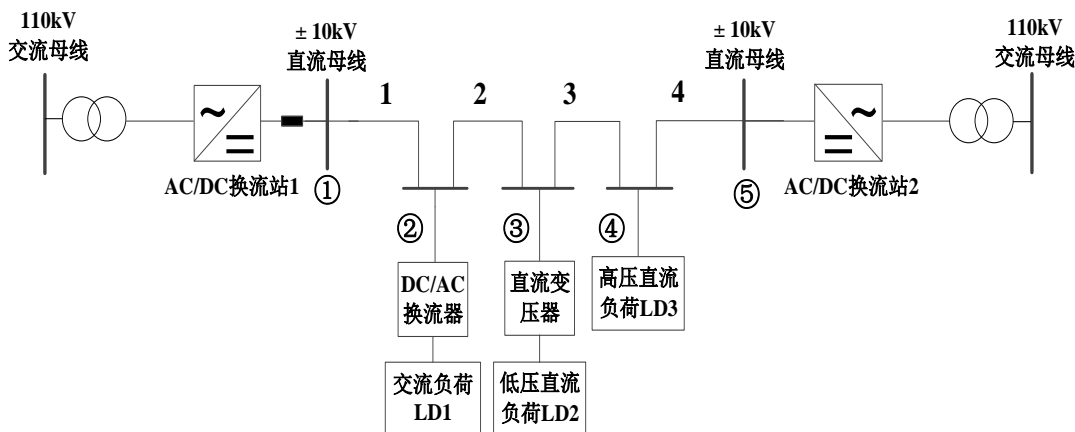 110kV
交流母线
± 10kV
直流母线
± 10kV
直流母线
110kV
交流母线
1
2
3
4
~
~
AC/DC换流站1
①
⑤
AC/DC换流站2
②
③
④
DC/AC
换流器
直流变
压器
高压直流
负荷LD3
交流负荷
LD1
低压直流
负荷LD2